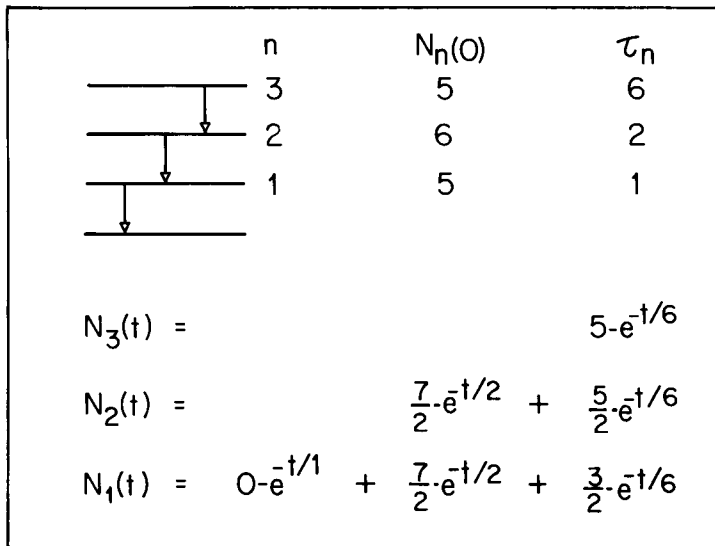 n N_n(0) τ_n
3 5 6
2 6 2
1 5 1
N_3(t) = 5·e^{-t/6}
N_2(t) = 7/2·e^{-t/2} + 5/2·e^{-t/6}
N_1(t) = 0·e^{-t/1} + 7/2·e^{-t/2} + 3/2·e^{-t/6}